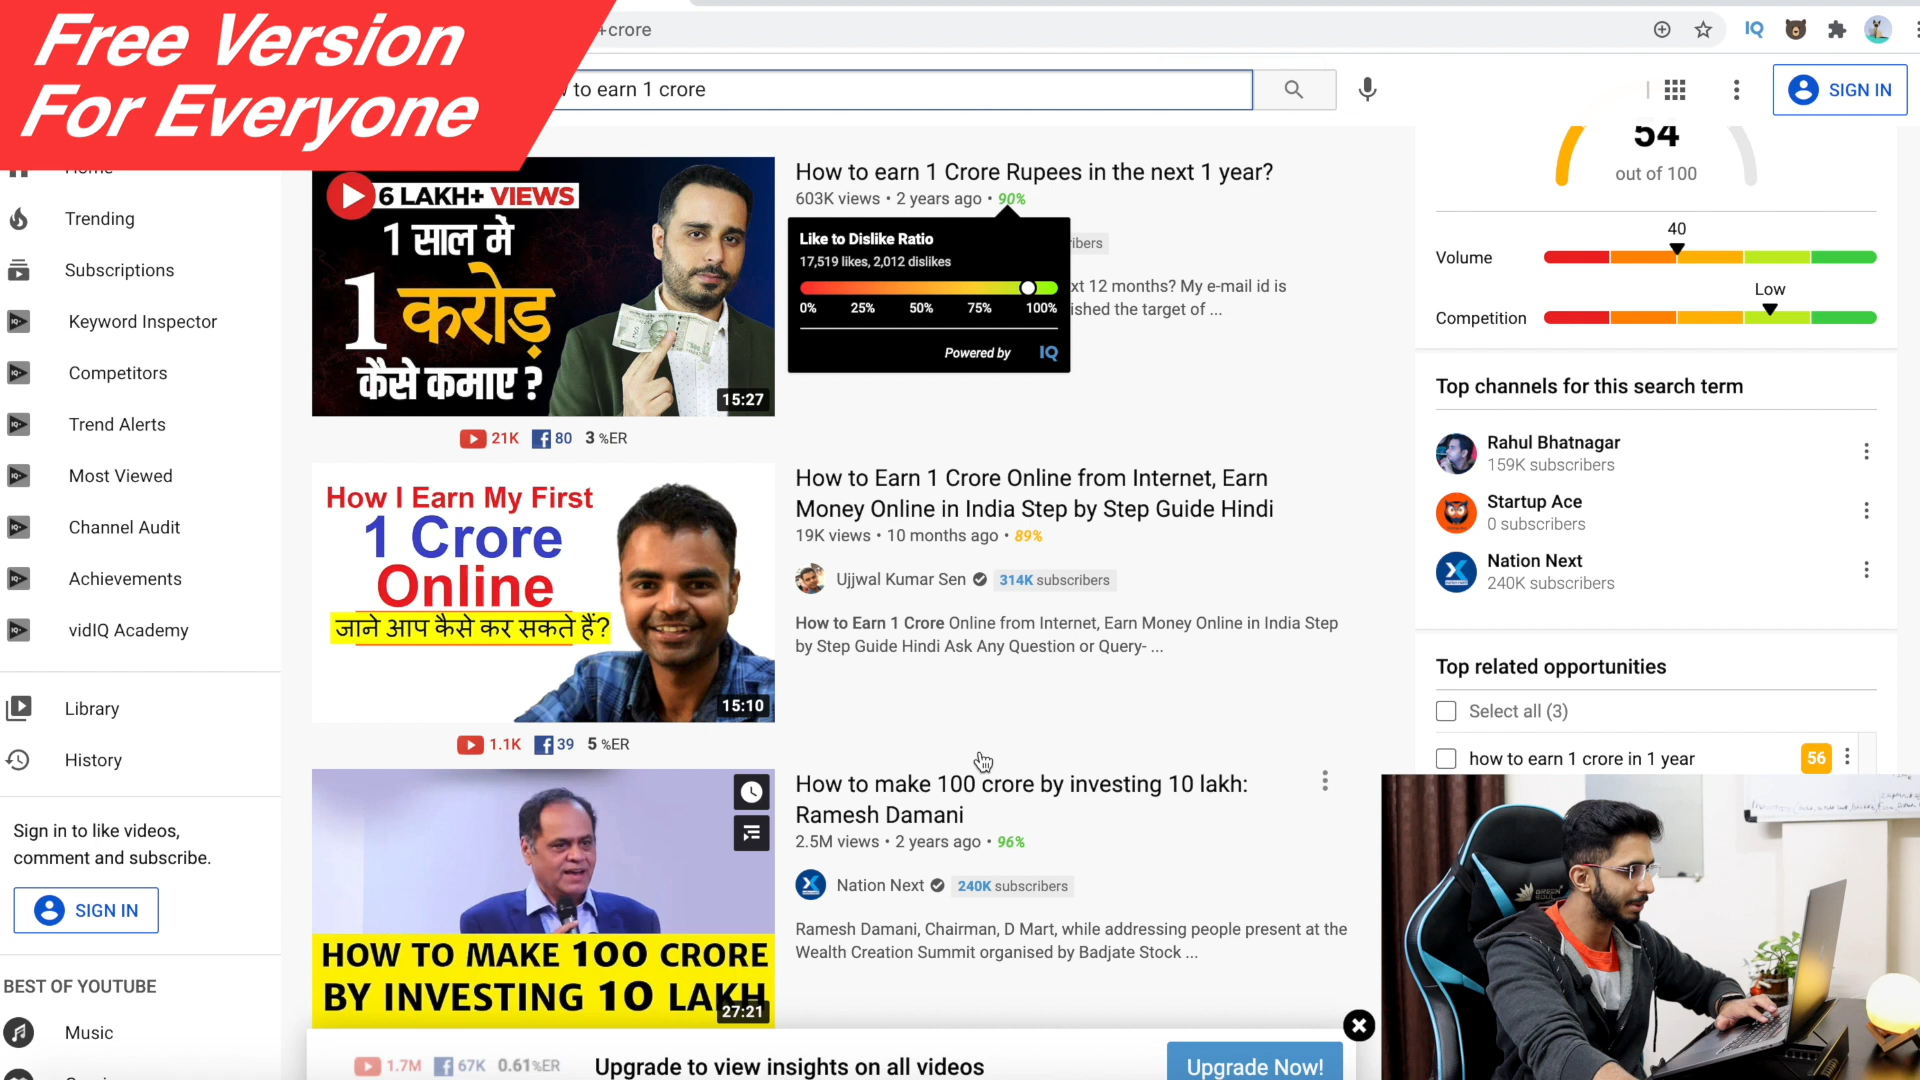 Free Version
For Everyone
+crore
IQ
to earn 1 crore
SIGN IN
Trending
Subscriptions
Keyword Inspector
Competitors
Trend Alerts
Most Viewed
Channel Audit
Achievements
vidIQ Academy
Library
History
Sign in to like videos,
comment and subscribe.
SIGN IN
BEST OF YOUTUBE
Music
6 LAKH+ VIEWS
1 साल मे
1 करोड़
कैसे कमाए ?
15:27
21K 80 3 %ER
How to earn 1 Crore Rupees in the next 1 year?
603K views • 2 years ago • 90%
Like to Dislike Ratio
17,519 likes, 2,012 dislikes
0% 25% 50% 75% 100%
Powered by IQ
xt 12 months? My e-mail id is
ished the target of ...
How I Earn My First
1 Crore
Online
जाने आप कैसे कर सकते हैं?
15:10
1.1K 39 5 %ER
How to Earn 1 Crore Online from Internet, Earn
Money Online in India Step by Step Guide Hindi
19K views • 10 months ago • 89%
Ujjwal Kumar Sen 314K subscribers
How to Earn 1 Crore Online from Internet, Earn Money Online in India Step
by Step Guide Hindi Ask Any Question or Query- ...
HOW TO MAKE 100 CRORE
BY INVESTING 10 LAKH
27:21
1.7M 67K 0.61%ER
How to make 100 crore by investing 10 lakh:
Ramesh Damani
2.5M views • 2 years ago • 96%
Nation Next 240K subscribers
Ramesh Damani, Chairman, D Mart, while addressing people present at the
Wealth Creation Summit organised by Badjate Stock ...
Upgrade to view insights on all videos
Upgrade Now!
54
out of 100
40
Volume
Low
Competition
Top channels for this search term
Rahul Bhatnagar
159K subscribers
Startup Ace
0 subscribers
Nation Next
240K subscribers
Top related opportunities
Select all (3)
how to earn 1 crore in 1 year 56